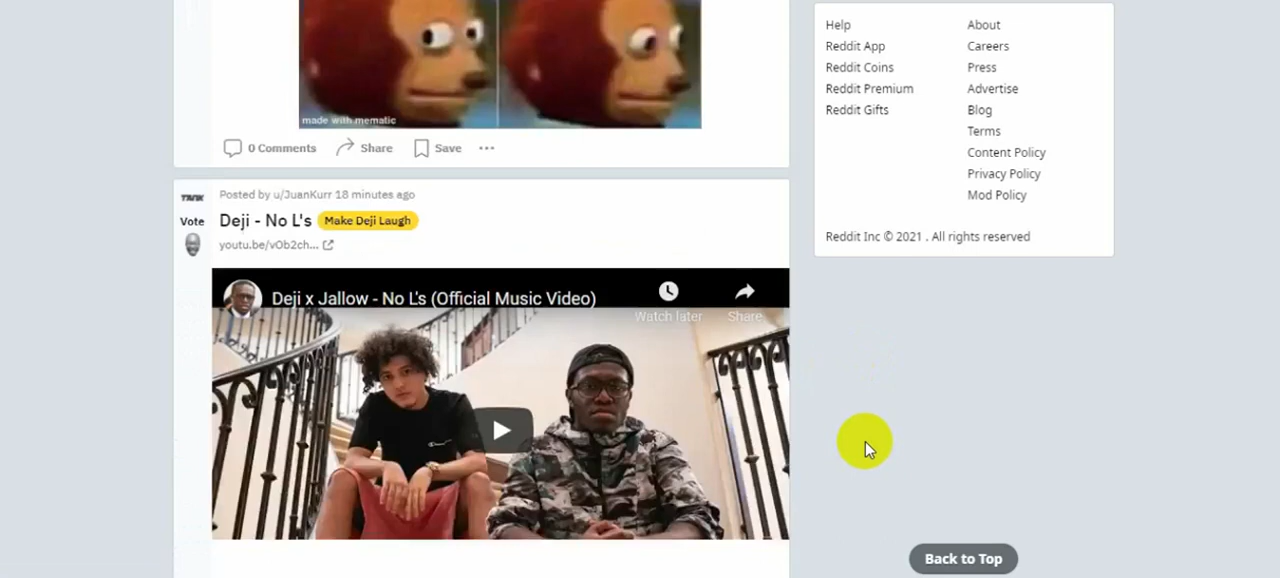 made with mematic
0 Comments
Share
Save
TANK
Vote
Posted by u/JuanKurr 18 minutes ago
Deji - No L's
Make Deji Laugh
youtu.be/vOb2ch...
Deji x Jallow - No L's (Official Music Video)
Watch later
Share
Help
Reddit App
Reddit Coins
Reddit Premium
Reddit Gifts
About
Careers
Press
Advertise
Blog
Terms
Content Policy
Privacy Policy
Mod Policy
Reddit Inc © 2021 . All rights reserved
Back to Top